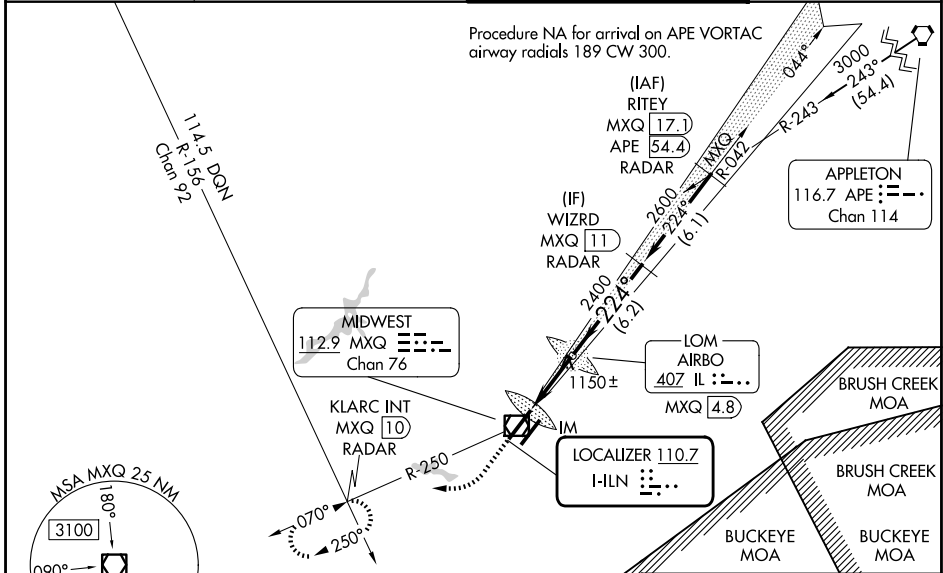 Procedure NA for arrival on APE VORTAC
airway radials 189 CW 300.
(IAF)
RITEY
MXQ 17.1
APE 54.4
RADAR
044°
3000
243°
(54.4)
R-243
MXQ
R-042
APPLETON
116.7 APE
Chan 114
114.5 DQN
R-156
Chan 92
2600
224°
(6.1)
(IF)
WIZRD
MXQ 11
RADAR
2400
224°
(6.2)
MIDWEST
112.9 MXQ
Chan 76
LOM
AIRBO
407 IL
MXQ 4.8
1150±
BRUSH CREEK
MOA
KLARC INT
MXQ 10
RADAR
IM
R-250
LOCALIZER 110.7
I-ILN
BRUSH CREEK
MOA
MSA MXQ 25 NM
180°
3100
090°
070°
250°
BUCKEYE
MOA
BUCKEYE
MOA